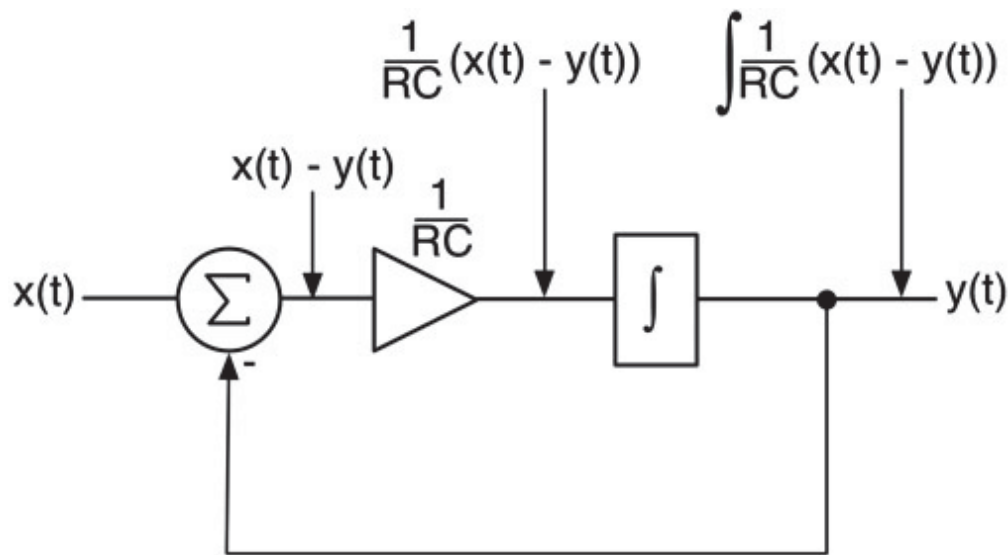 1/RC (x(t) - y(t))
∫ 1/RC (x(t) - y(t))
x(t) - y(t)
1/RC
x(t)
Σ
∫
y(t)
-